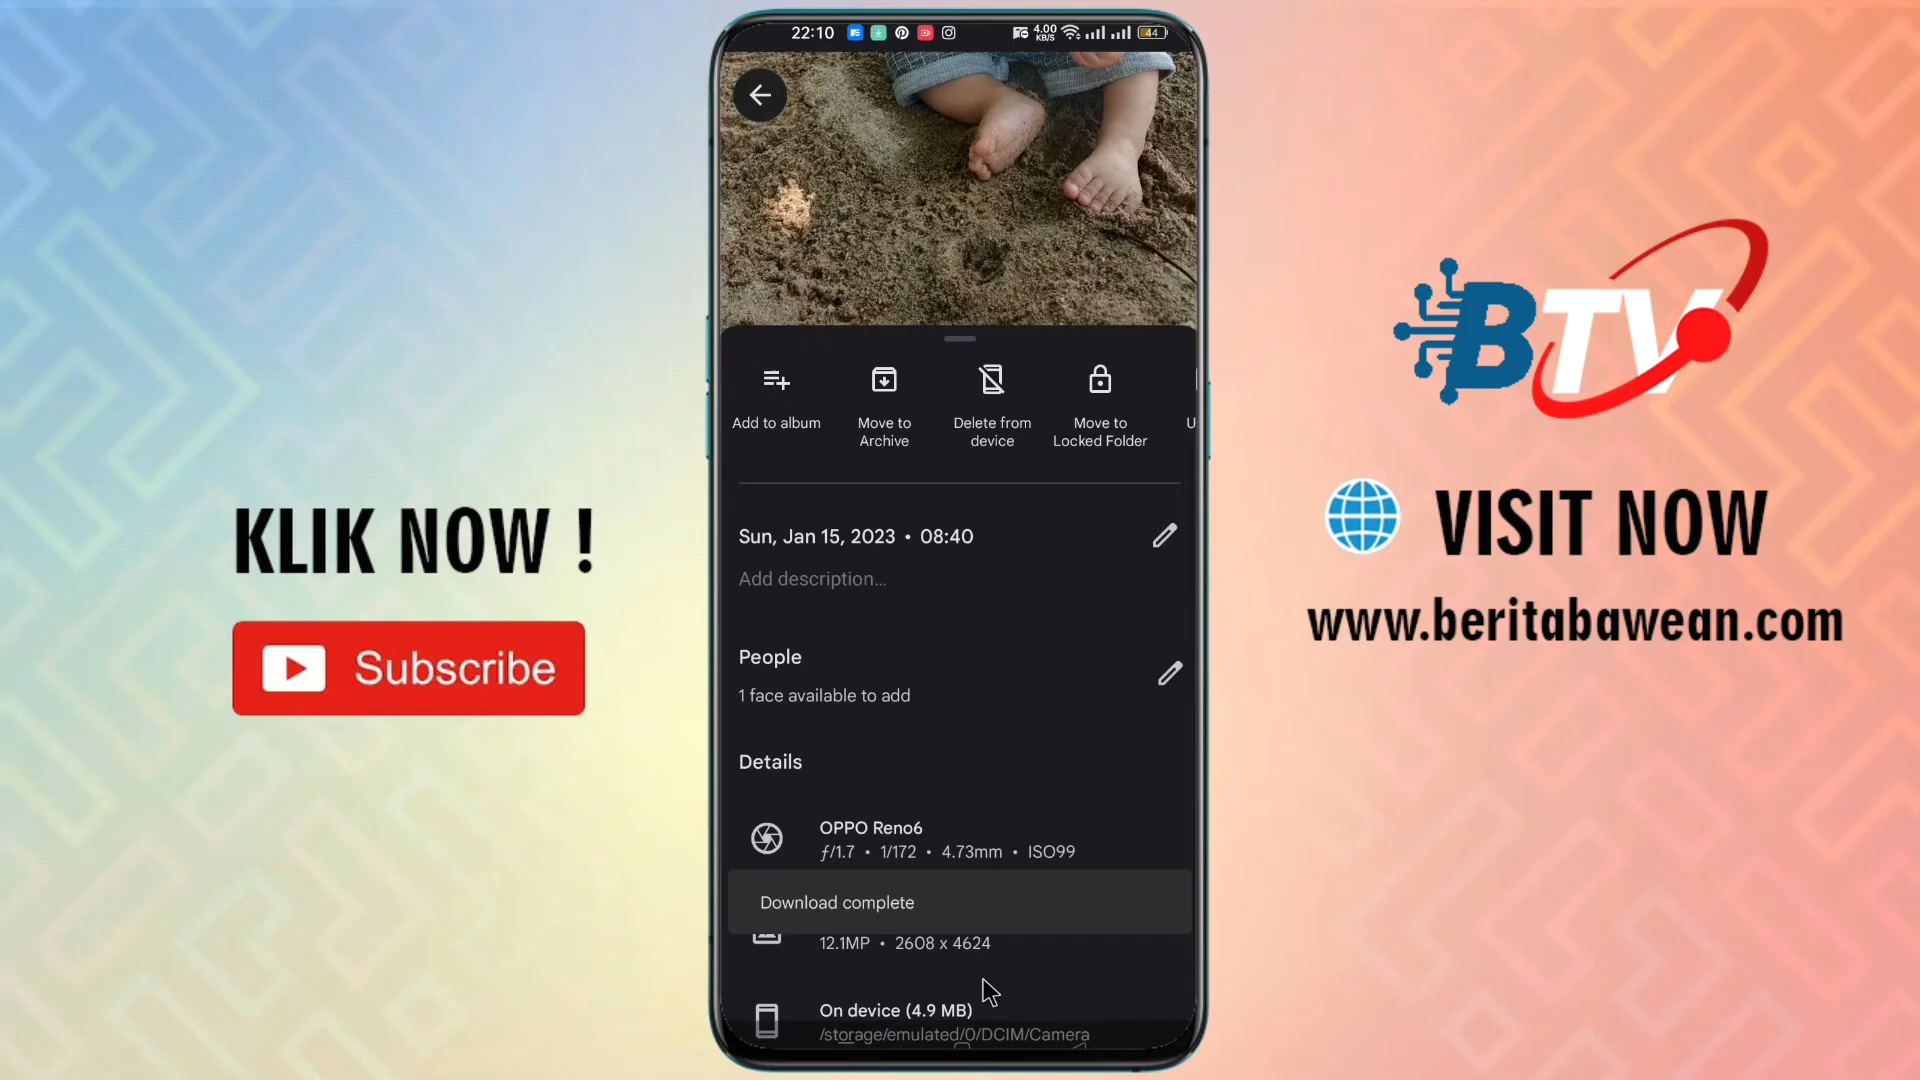 22:10
4.00
KB/S
44
Add to album
Move to
Archive
Delete from
device
Move to
Locked Folder
U
Sun, Jan 15, 2023 • 08:40
Add description...
People
1 face available to add
Details
OPPO Reno6
ƒ/1.7 • 1/172 • 4.73mm • ISO99
Download complete
12.1MP • 2608 x 4624
On device (4.9 MB)
/storage/emulated/0/DCIM/Camera
KLIK NOW !
Subscribe
BTV
VISIT NOW
www.beritabawean.com